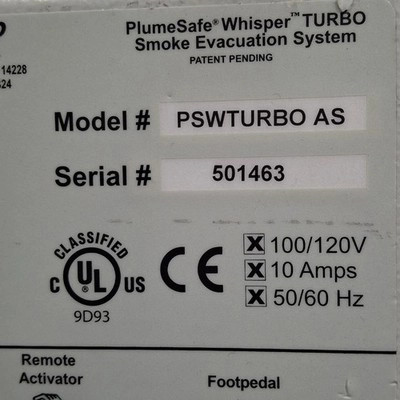 PlumeSafe® Whisper™ TURBO
Smoke Evacuation System
PATENT PENDING
14228
Model # PSWTURBO AS
Serial # 501463
CLASSIFIED
C UL US
9D93
CE
X 100/120V
X 10 Amps
X 50/60 Hz
Remote
Activator
Footpedal